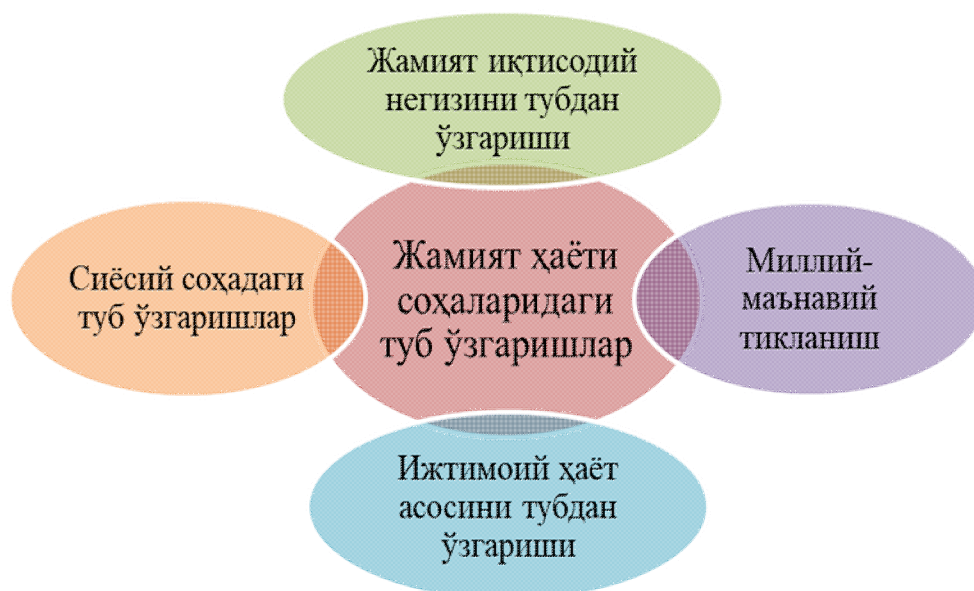 Жамият иқтисодий
негизини тубдан
ўзгариши
Сиёсий соҳадаги
туб ўзгаришлар
Жамият ҳаёти
соҳаларидаги
туб ўзгаришлар
Миллий-
маънавий
тикланиш
Ижтимоий ҳаёт
асосини тубдан
ўзгариши